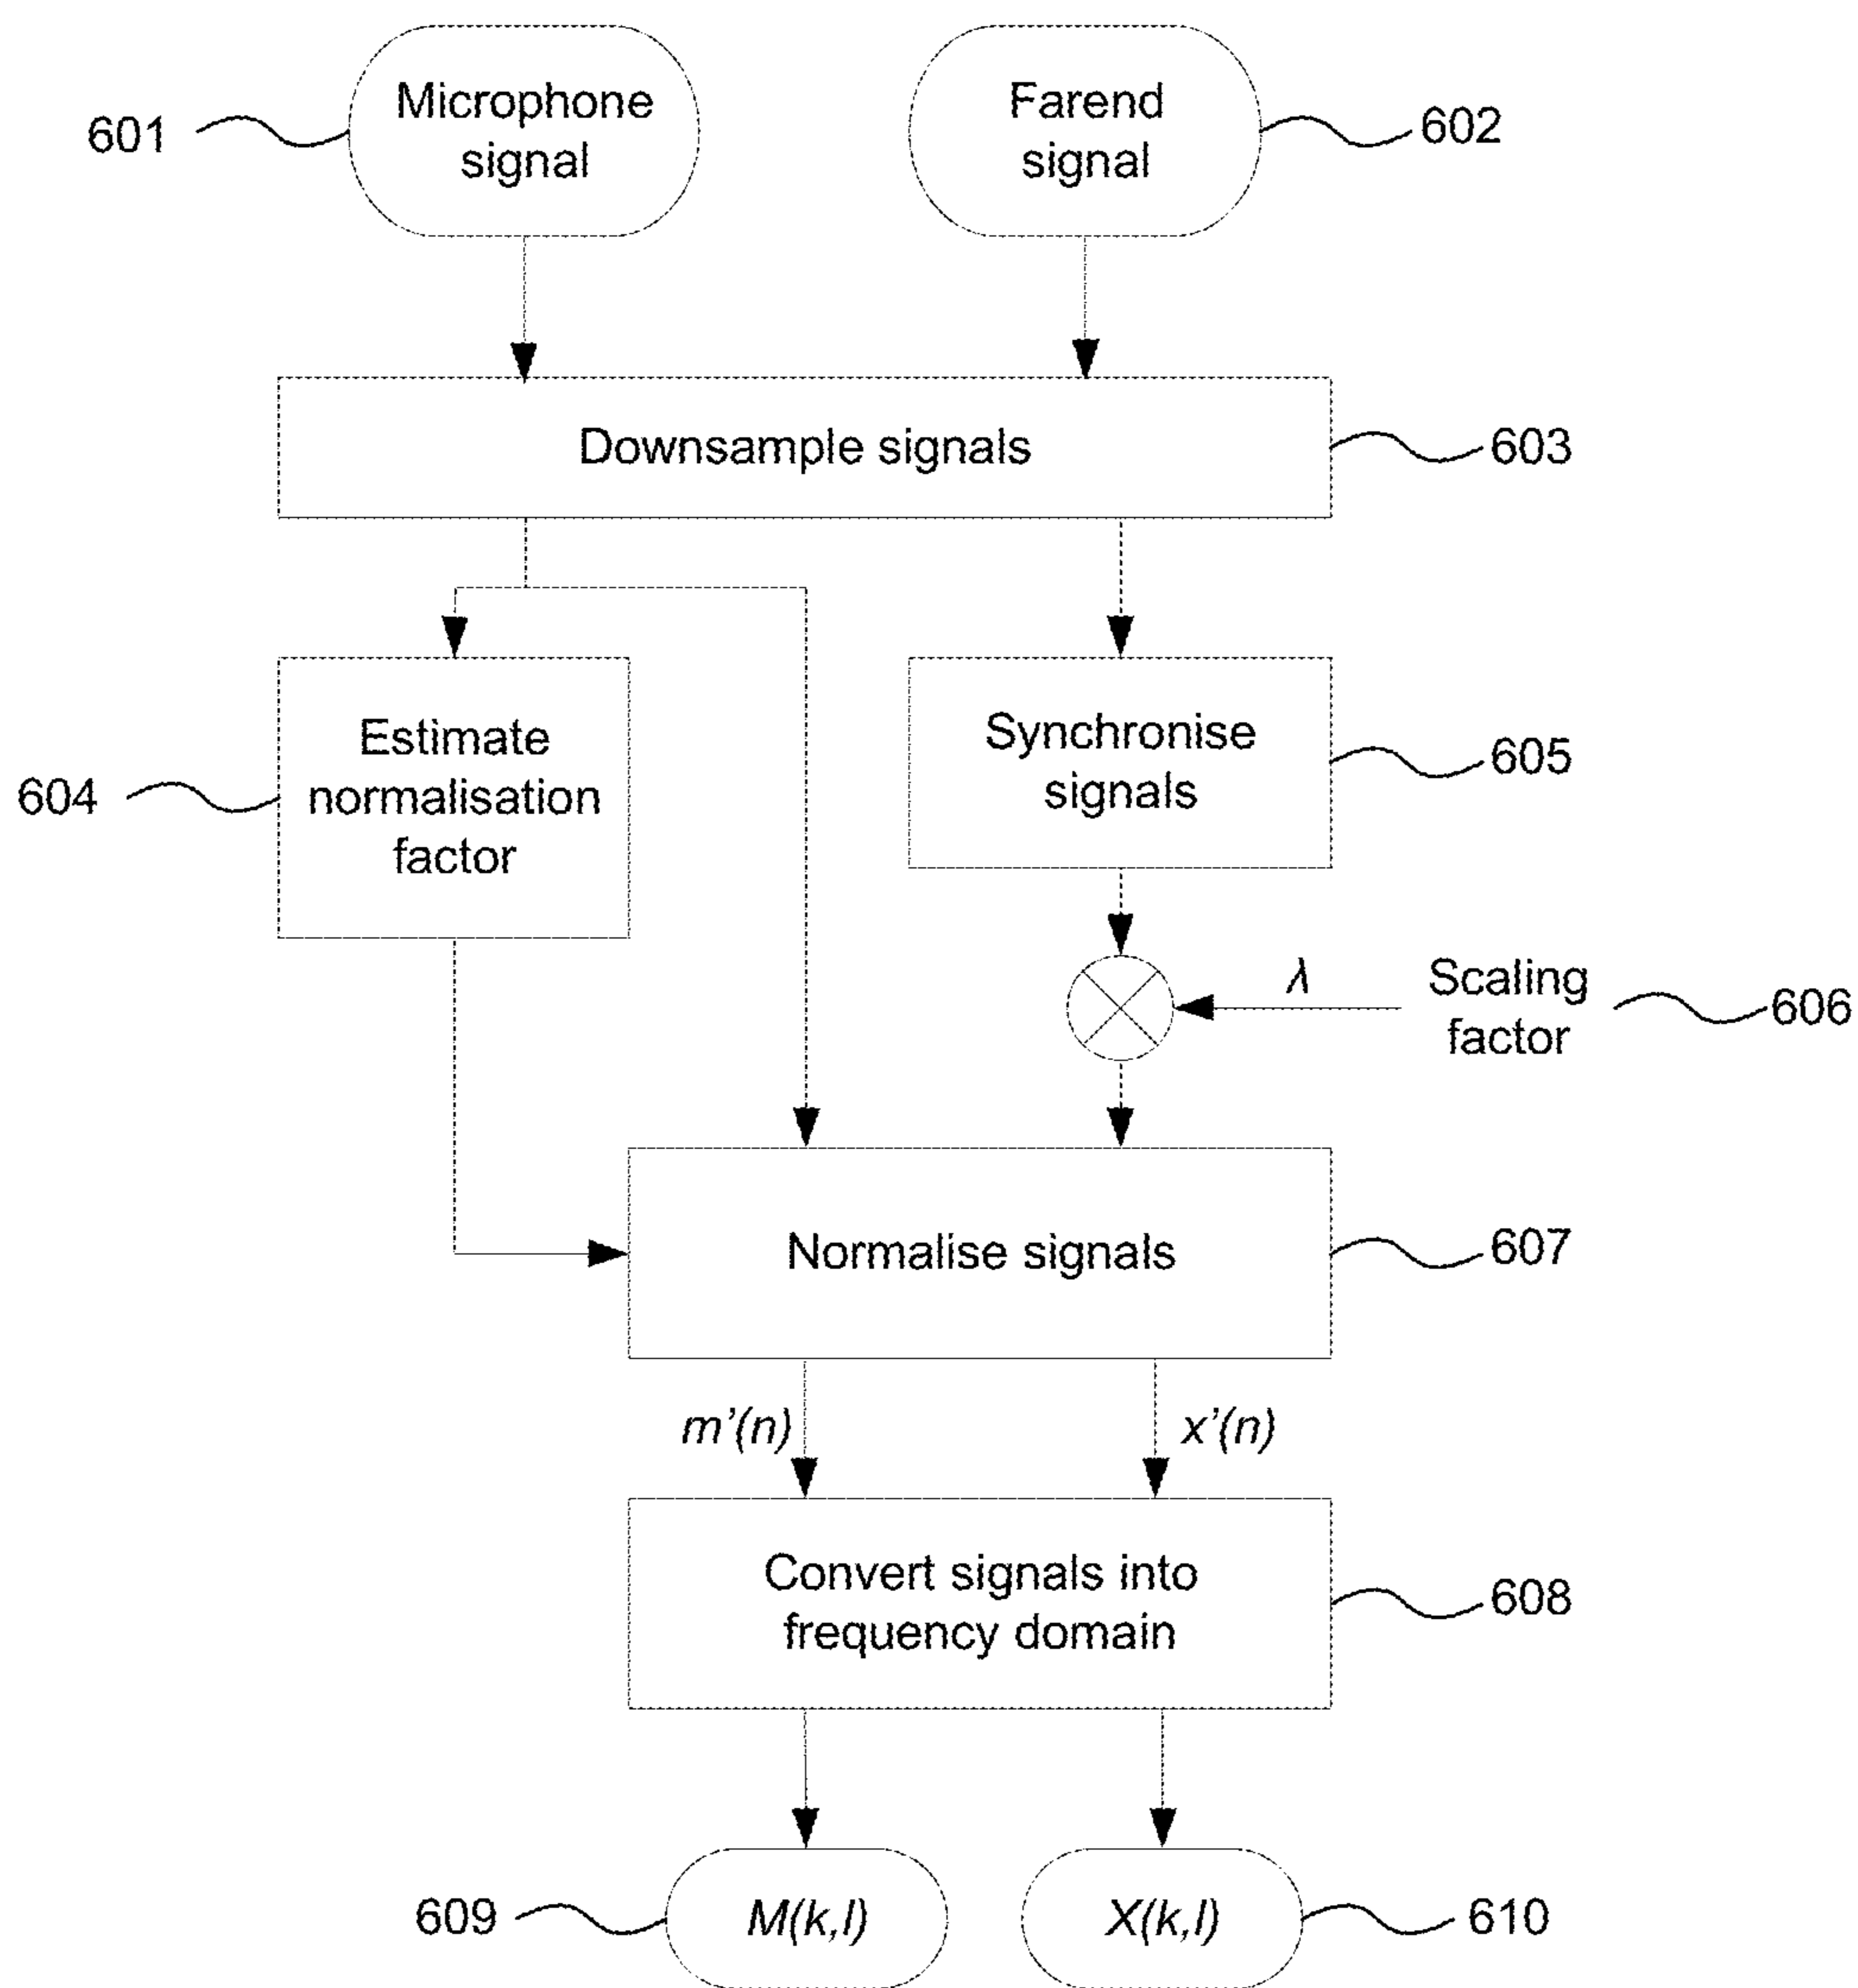 601
Microphone
signal
Farend
signal
602
Downsample signals
603
604
Estimate
normalisation
factor
Synchronise
signals
605
λ
Scaling
factor
606
Normalise signals
607
m’(n)
x’(n)
Convert signals into
frequency domain
608
609
M(k,l)
X(k,l)
610